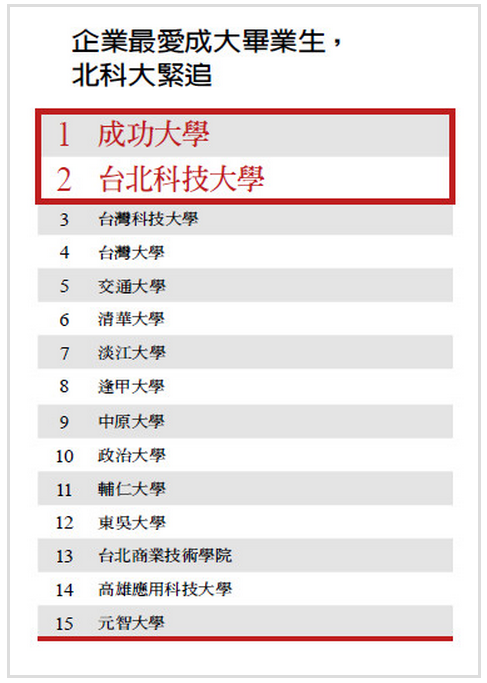 企業最愛成大畢業生，
北科大緊追
1 成功大學
2 台北科技大學
3 台灣科技大學
4 台灣大學
5 交通大學
6 清華大學
7 淡江大學
8 逢甲大學
9 中原大學
10 政治大學
11 輔仁大學
12 東吳大學
13 台北商業技術學院
14 高雄應用科技大學
15 元智大學